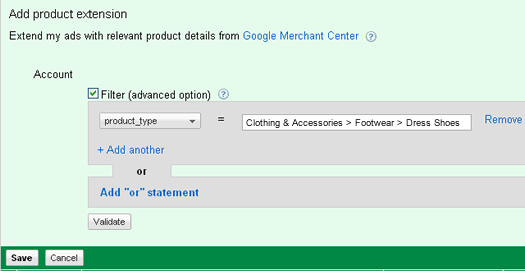 Add product extension
Extend my ads with relevant product details from Google Merchant Center ?
Account
Filter (advanced option) ?
product_type = Clothing & Accessories > Footwear > Dress Shoes Remove
+ Add another
or
Add "or" statement
Validate
Save Cancel